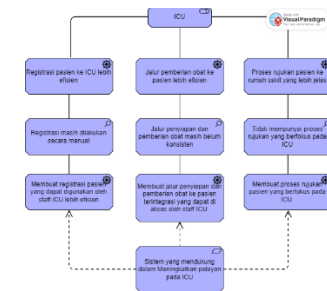 ICU
Made with
Visual Paradigm
Registrasi pasien ke ICU lebih
efisien
Jalur pemberian obat ke
pasien lebih efisien
Proses rujukan pasien ke
rumah sakit yang lebih jelas
Registrasi masih dilakukan
secara manual
Jalur penyiapan dan
pemberian obat masih belum
konsisten
Tidak mempunyai proses
rujukan yang berfokus pada
ICU
Membuat registrasi pasien
yang dapat digunakan oleh
staff ICU lebih efisien
Membuat jalur penyiapan dan
pemberian obat ke pasien
terintegrasi yang dapat di
akses oleh staff ICU
Membuat proses rujukan
pasien yang berfokus pada
ICU
Sistem yang mendukung
dalam Meningkatkan pelayan
pada ICU